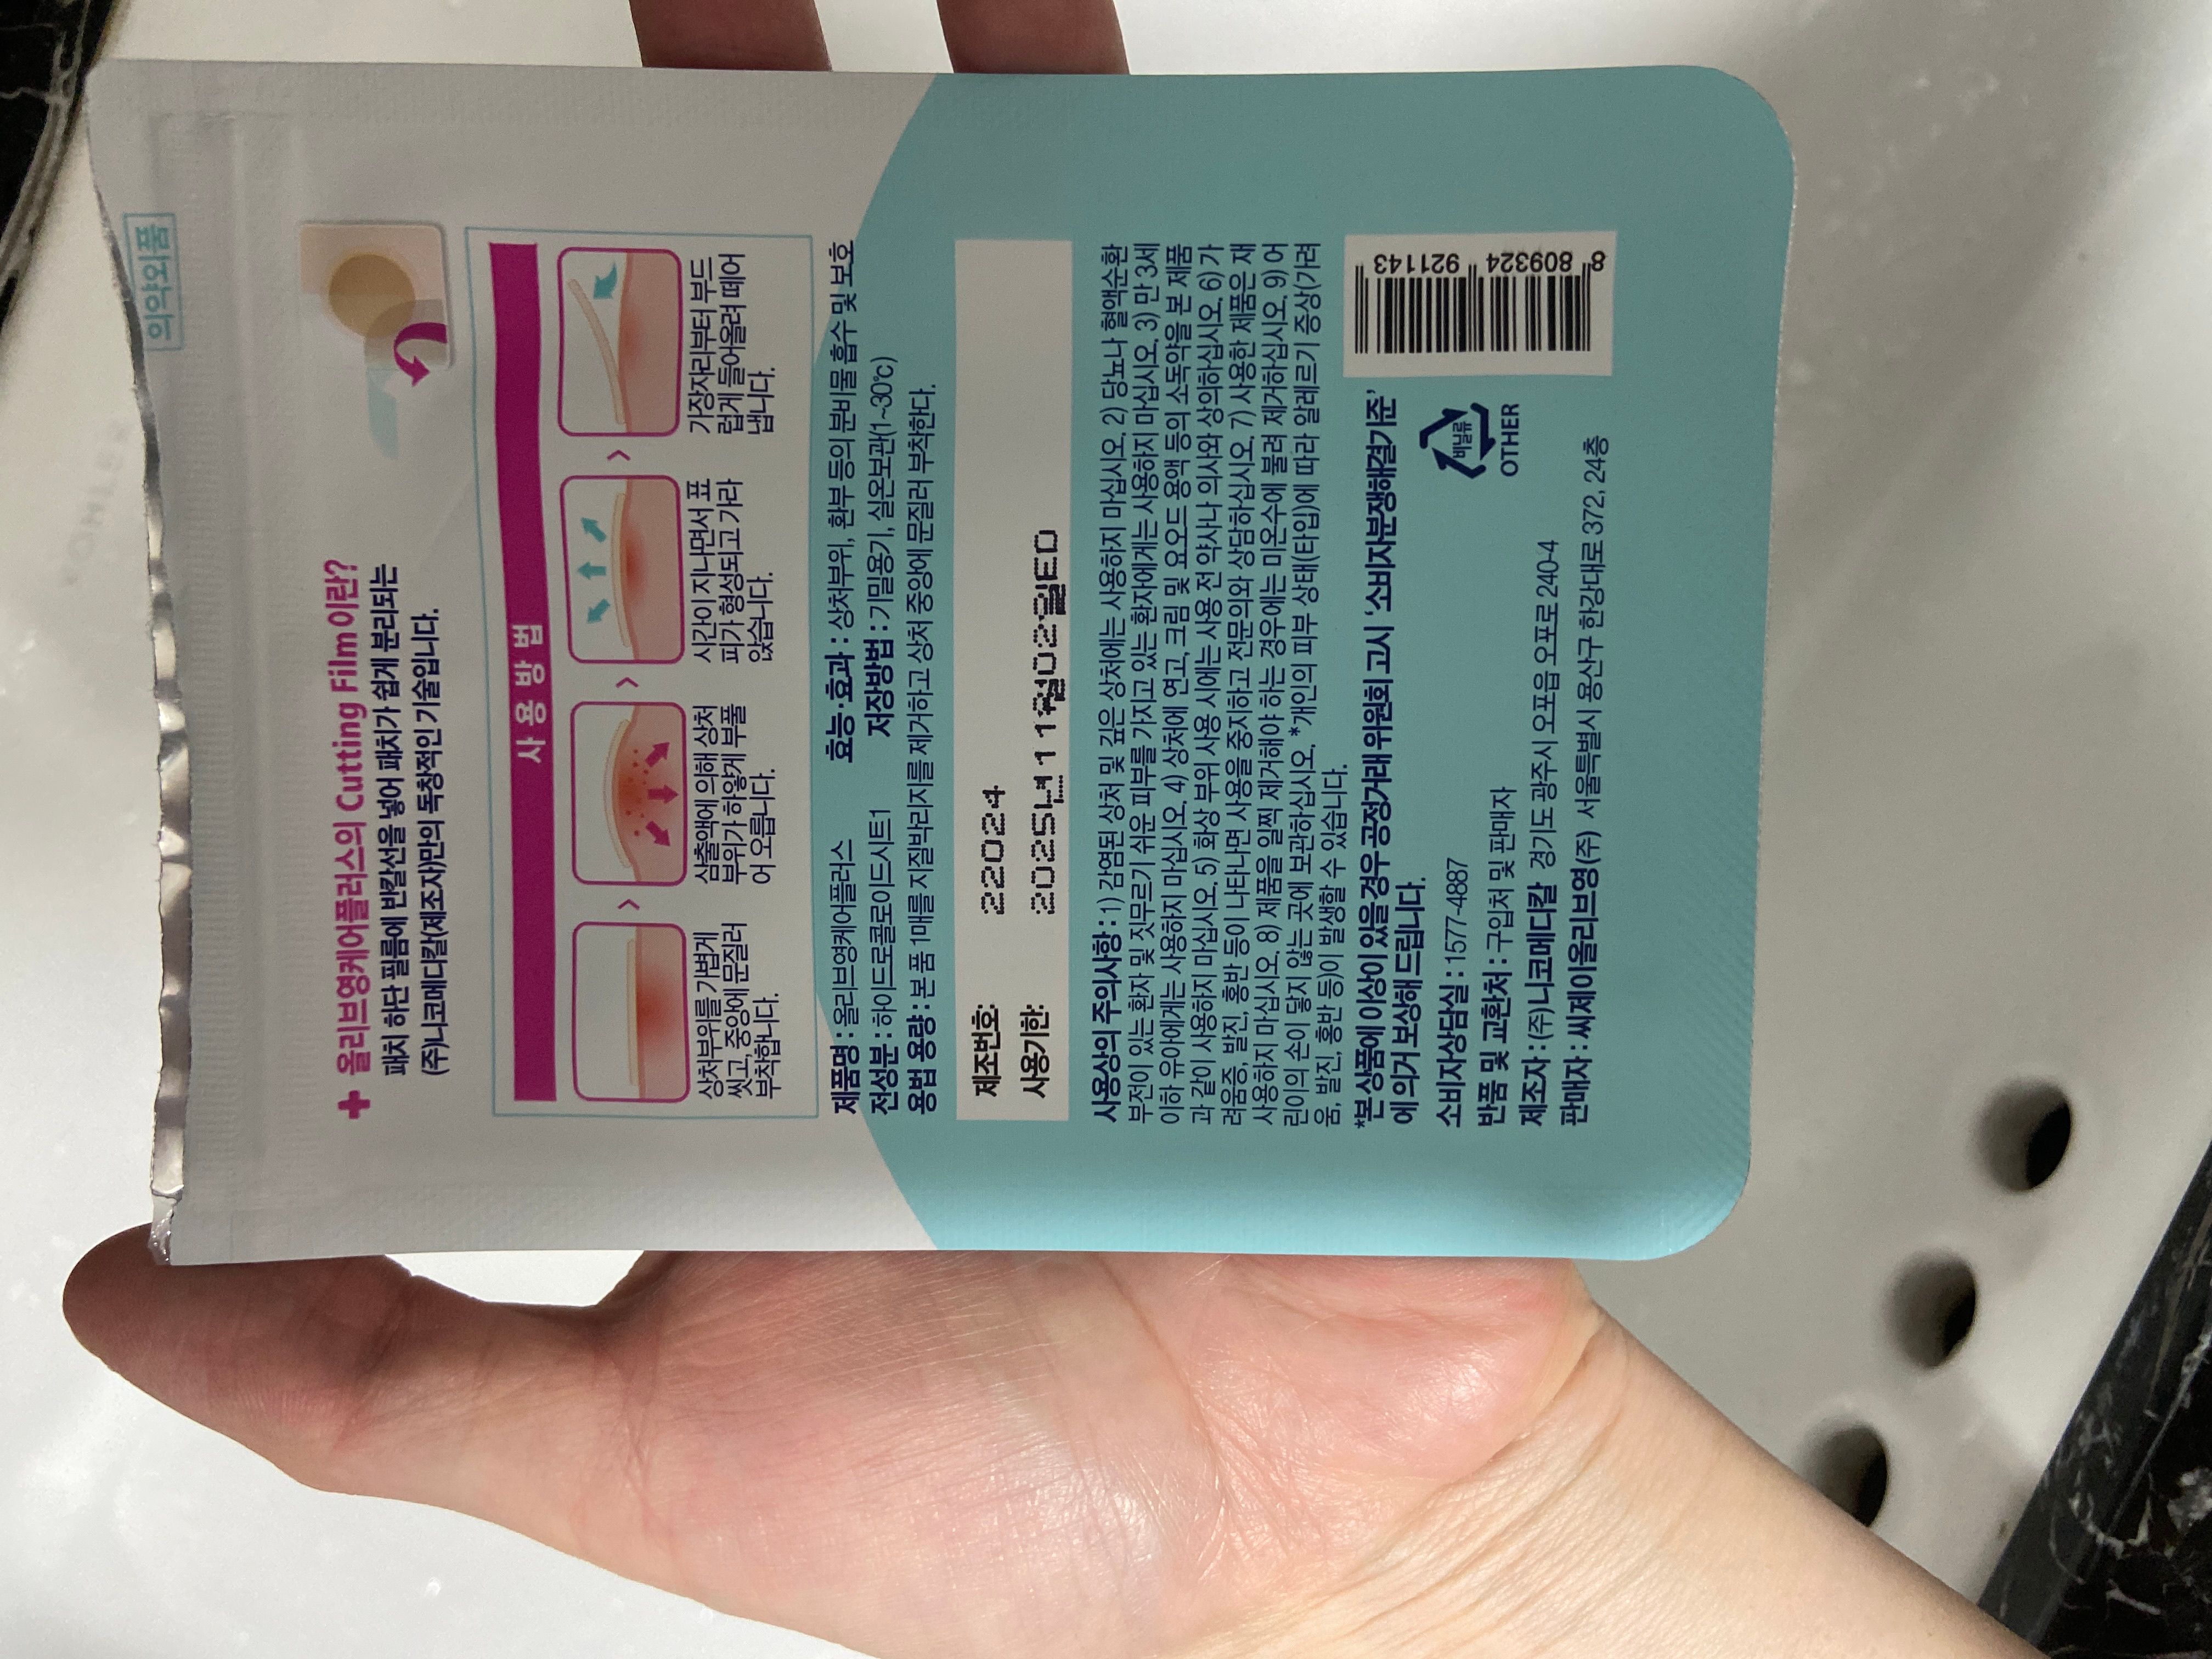 의약외품
✚ 올리브영케어플러스의 Cutting Film이란?
패치 하단 필름에 반칼선을 넣어 패치가 쉽게 분리되는
(주)니코메디칼(제조자)만의 독창적인 기술입니다.
사용방법
상처부위를 가볍게
씻고, 중앙에 문질러
부착합니다.
삼출액에 의해 상처
부위가 하얗게 부풀
어 오릅니다.
시간이 지나면서 표
피가 형성되고 가라
앉습니다.
가장자리부터 부드
럽게 들어올려 떼어
냅니다.
제품명 : 올리브영케어플러스 효능·효과 : 상처부위, 환부 등의 분비물 흡수 및 보호
전성분 : 하이드로콜로이드시트1 저장방법 : 기밀용기, 실온보관(1~30℃)
용법 용량 : 본 품 1매를 지질박리지를 제거하고 상처 중앙에 문질러 부착한다.
제조번호: 22024
사용기한: 2025년11월02일ED
사용상의 주의사항 : 1) 감염된 상처 및 깊은 상처에는 사용하지 마십시오. 2) 당뇨나 혈액순환
부전이 있는 환자 및 짓무르기 쉬운 피부를 가지고 있는 환자에게는 사용하지 마십시오. 3) 만 3세
이하 유아에게는 사용하지 마십시오. 4) 상처에 연고, 크림 및 요오드 용액 등의 소독약을 본 제품
과 같이 사용하지 마십시오. 5) 화상 부위 사용 시에는 사용 전 약사나 의사와 상의하십시오. 6) 가
려움증, 발진, 홍반 등이 나타나면 사용을 중지하고 전문의와 상담하십시오. 7) 사용한 제품은 재
사용하지 마십시오. 8) 제품을 일찍 제거해야 하는 경우에는 미온수에 불려 제거하십시오. 9) 어
린이의 손이 닿지 않는 곳에 보관하십시오. *개인의 피부 상태(타입)에 따라 알레르기 증상(가려
움, 발진, 홍반 등)이 발생할 수 있습니다.
*본 상품에 이상이 있을 경우 공정거래 위원회 고시 ‘소비자분쟁해결기준’
에 의거 보상해 드립니다.
소비자상담실 : 1577-4887
반품 및 교환처 : 구입처 및 판매자
제조자 : (주)니코메디칼 경기도 광주시 오포읍 오포로 240-4
판매자 : 씨제이올리브영(주) 서울특별시 용산구 한강대로 372, 24층
비닐류
OTHER
8 809324 921143
KOHLER